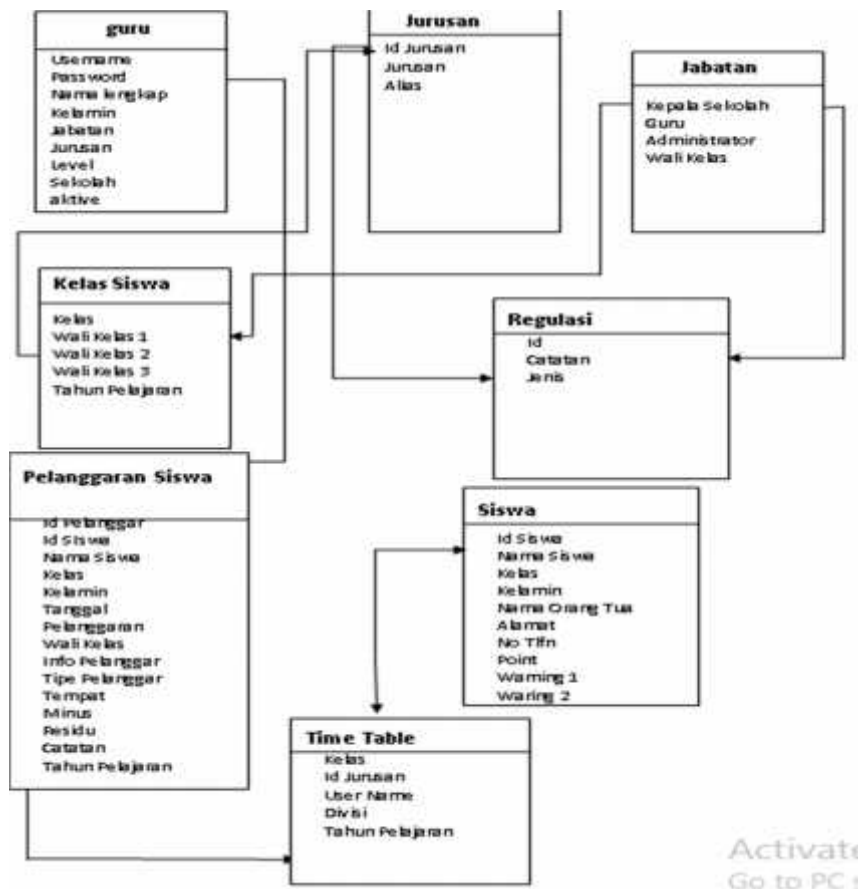 guru
Username
Password
Nama lengkap
Kelamin
Jabatan
Jurusan
Level
Sekolah
aktive
Jurusan
Id Jurusan
Jurusan
Alias
Jabatan
Kepala Sekolah
Guru
Administrator
Wali Kelas
Kelas Siswa
Kelas
Wali Kelas 1
Wali Kelas 2
Wali Kelas 3
Tahun Pelajaran
Regulasi
Id
Catatan
Jenis
Pelanggaran Siswa
Id Pelanggar
Id Siswa
Nama Siswa
Kelas
Kelamin
Tanggal
Pelanggaran
Wali Kelas
Info Pelanggar
Tipe Pelanggar
Tempat
Minus
Residu
Catatan
Tahun Pelajaran
Siswa
Id Siswa
Nama Siswa
Kelas
Kelamin
Nama Orang Tua
Alamat
No Tlfn
Point
Warning 1
Waring 2
Time Table
Kelas
Id Jurusan
User Name
Divisi
Tahun Pelajaran
Activate
Go to PC s